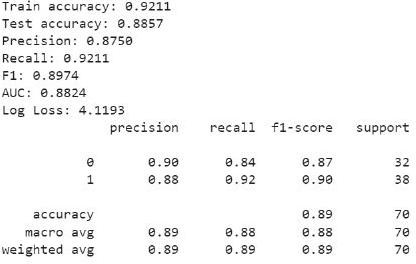 Train accuracy: 0.9211
Test accuracy: 0.8857
Precision: 0.8750
Recall: 0.9211
F1: 0.8974
AUC: 0.8824
Log Loss: 4.1193
precision recall f1-score support
0 0.90 0.84 0.87 32
1 0.88 0.92 0.90 38
accuracy 0.89 70
macro avg 0.89 0.88 0.88 70
weighted avg 0.89 0.89 0.89 70